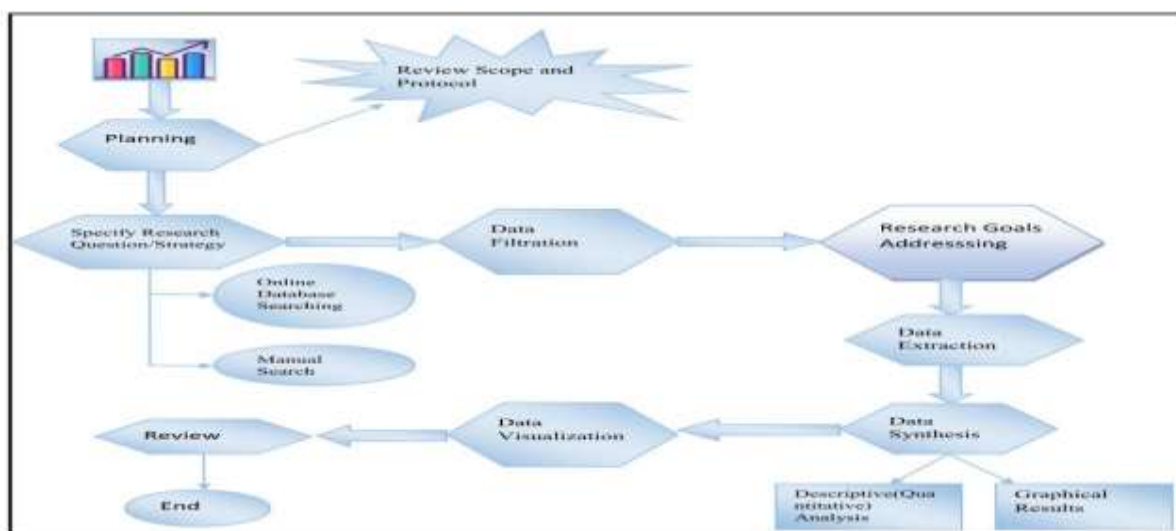 Review Scope and
Protocol
Planning
Specify Research
Question/Strategy
Data
Filtration
Research Goals
Addresssing
Online
Database
Searching
Manual
Search
Data
Extraction
Data
Synthesis
Data
Visualization
Review
End
Descriptive(Qua
ntitative)
Analysis
Graphical
Results